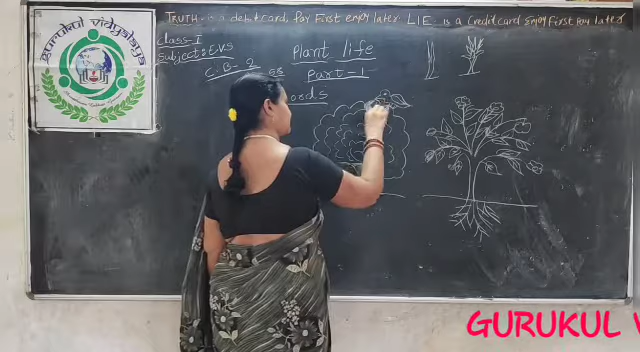 TRUTH - is a debit card, Pay First enjoy later. LIE is a Credit card Enjoy First Pay later
gurukul vidyalaya
Class-I
Subject: EVS
Plant life
C.B- 2
Part-1
GURUKUL V